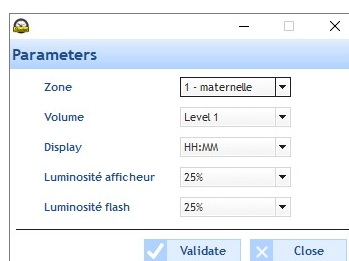 Parameters
Zone 1 - maternelle
Volume Level 1
Display HH:MM
Luminosité afficheur 25%
Luminosité flash 25%
Validate Close